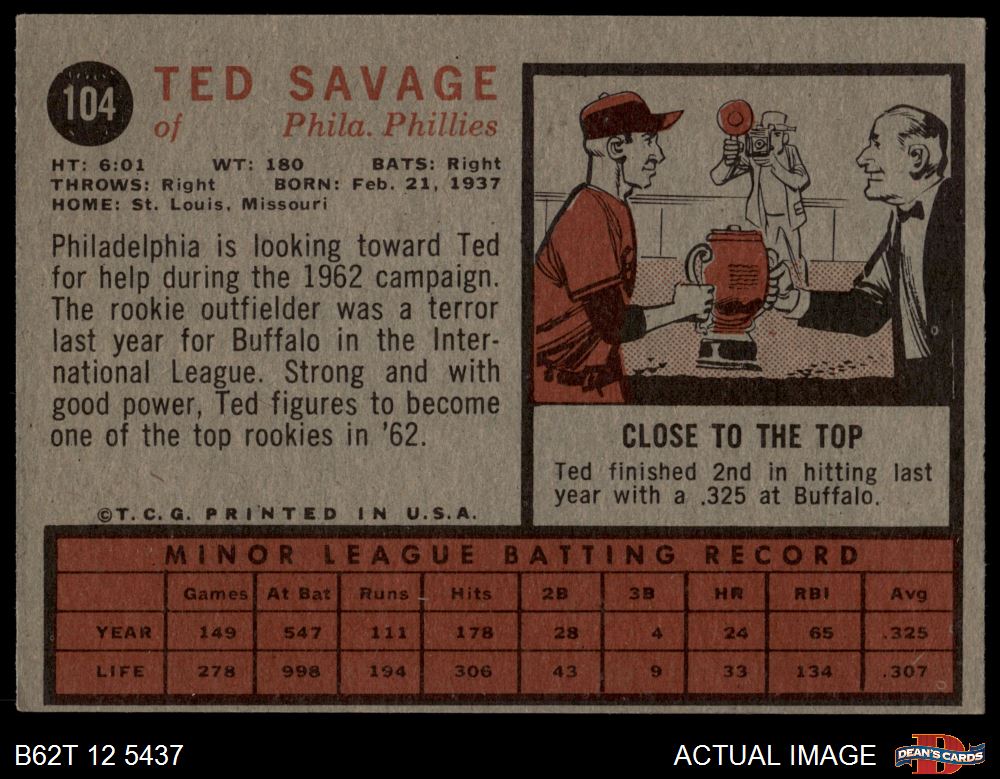 104
TED SAVAGE
of Phila. Phillies
HT: 6:01 WT: 180 BATS: Right
THROWS: Right BORN: Feb. 21, 1937
HOME: St. Louis, Missouri
Philadelphia is looking toward Ted
for help during the 1962 campaign.
The rookie outfielder was a terror
last year for Buffalo in the Inter-
national League. Strong and with
good power, Ted figures to become
one of the top rookies in '62.
©T.C.G. PRINTED IN U.S.A.
CLOSE TO THE TOP
Ted finished 2nd in hitting last
year with a .325 at Buffalo.
MINOR LEAGUE BATTING RECORD
Games At Bat Runs Hits 2B 3B HR RBI Avg
YEAR 149 547 111 178 28 4 24 65 .325
LIFE 278 998 194 306 43 9 33 134 .307
B62T 12 5437
ACTUAL IMAGE
DEAN'S CARDS